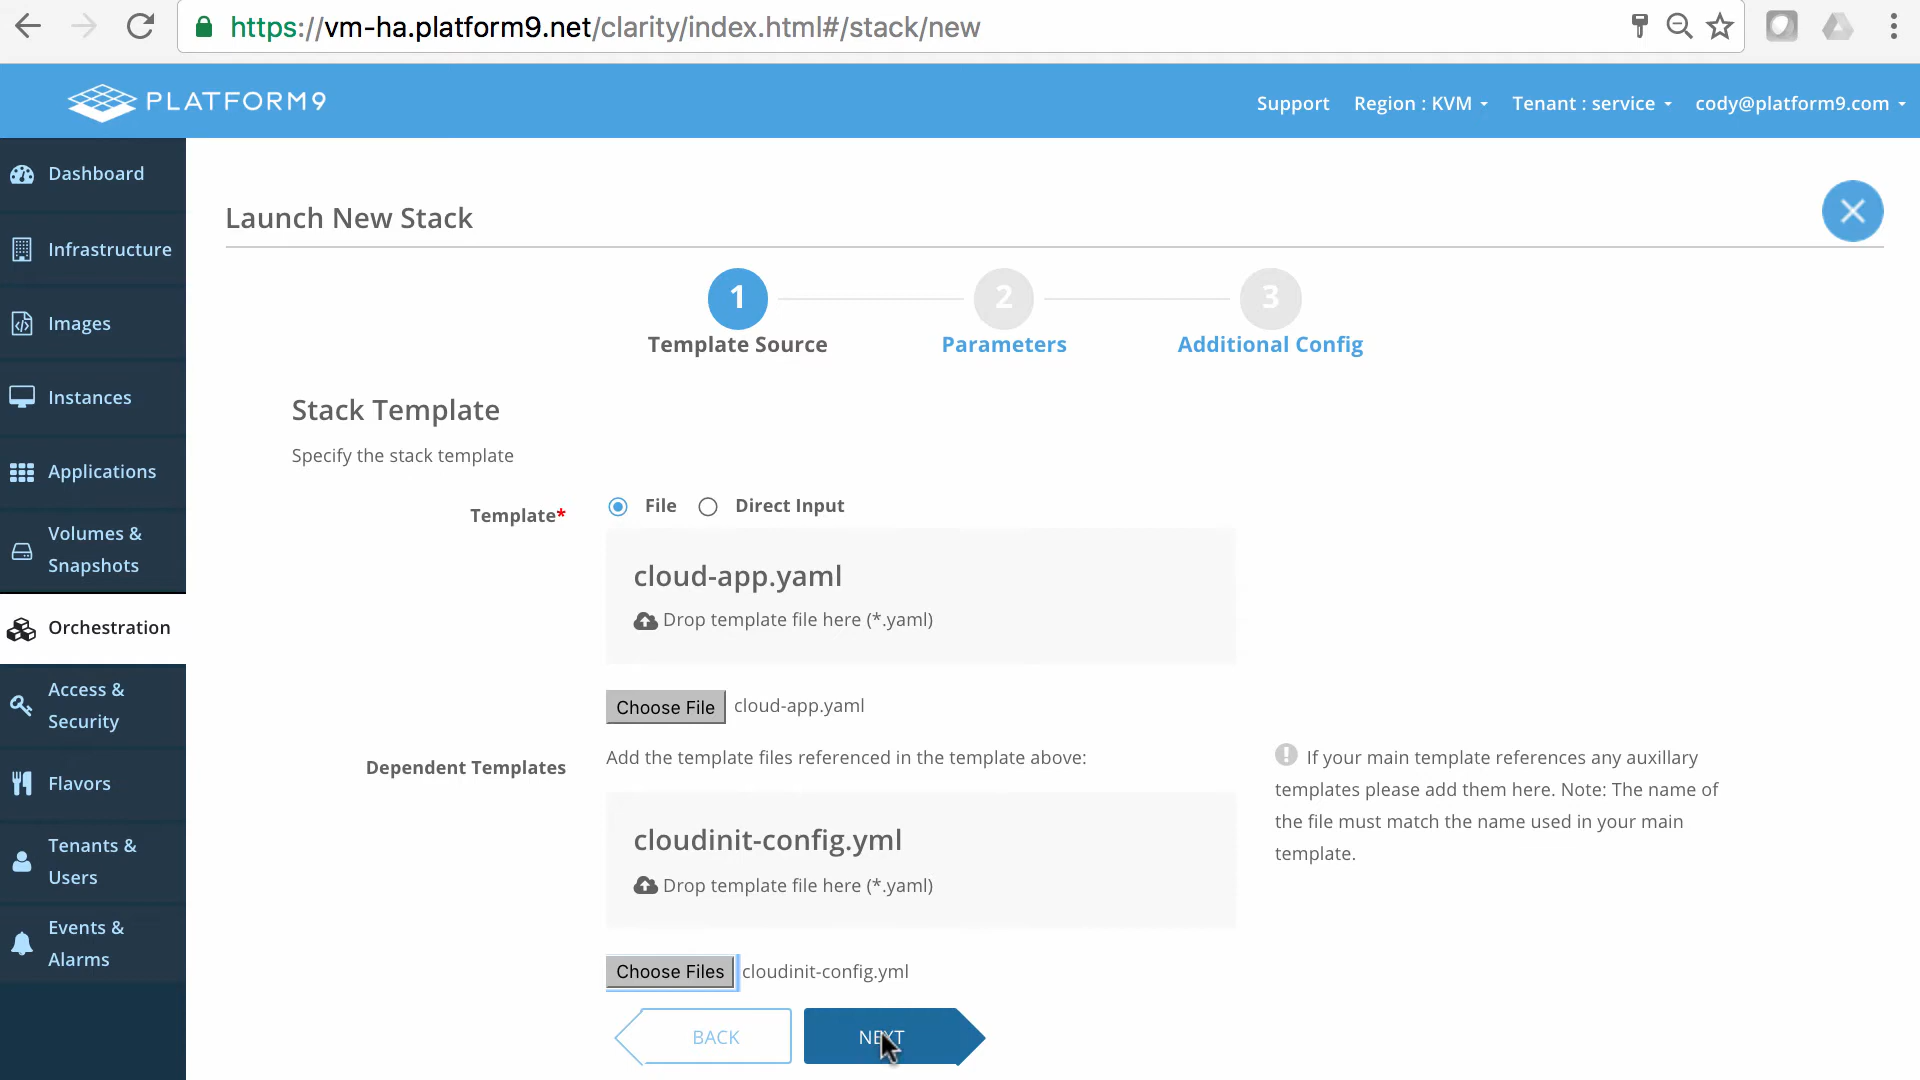 https://vm-ha.platform9.net/clarity/index.html#/stack/new
PLATFORM9
Support
Region : KVM
Tenant : service
cody@platform9.com
Dashboard
Infrastructure
Images
Instances
Applications
Volumes &
Snapshots
Orchestration
Access &
Security
Flavors
Tenants &
Users
Events &
Alarms
Launch New Stack
1
2
3
Template Source
Parameters
Additional Config
Stack Template
Specify the stack template
Template*
File
Direct Input
cloud-app.yaml
Drop template file here (*.yaml)
Choose File
cloud-app.yaml
Dependent Templates
Add the template files referenced in the template above:
cloudinit-config.yml
Drop template file here (*.yaml)
Choose Files
cloudinit-config.yml
If your main template references any auxillary
templates please add them here. Note: The name of
the file must match the name used in your main
template.
BACK
NEXT